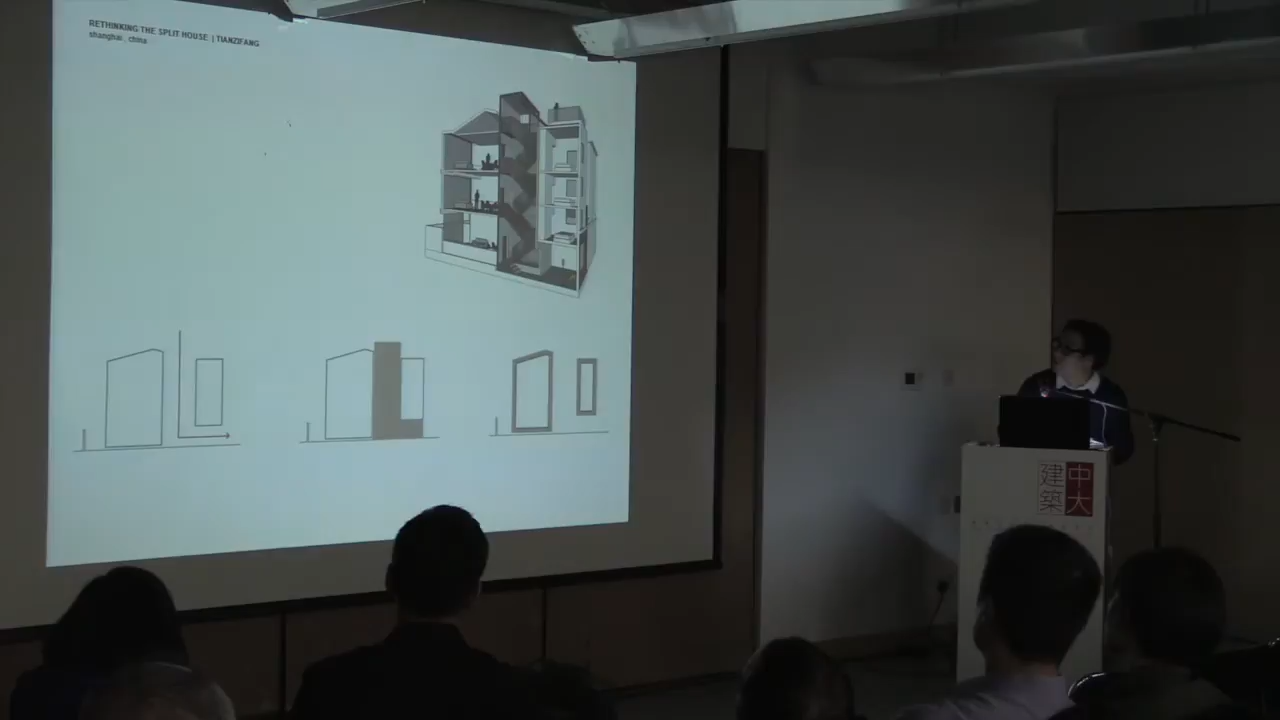 RETHINKING THE SPLIT HOUSE | TIANZIFANG
shanghai , china
建 中
築 大